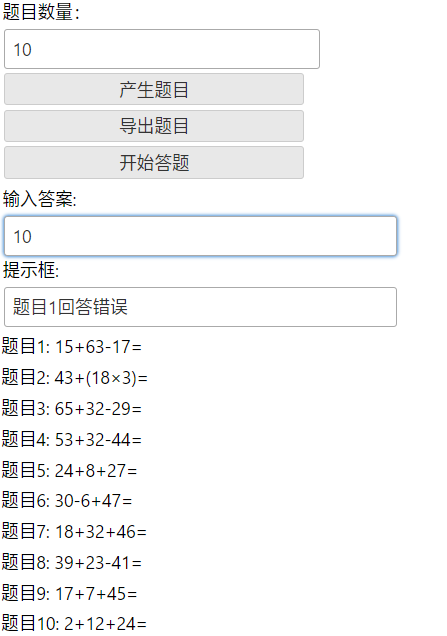 题目数量：
10
产生题目
导出题目
开始答题
输入答案:
10
提示框:
题目1回答错误
题目1: 15+63-17=
题目2: 43+(18×3)=
题目3: 65+32-29=
题目4: 53+32-44=
题目5: 24+8+27=
题目6: 30-6+47=
题目7: 18+32+46=
题目8: 39+23-41=
题目9: 17+7+45=
题目10: 2+12+24=